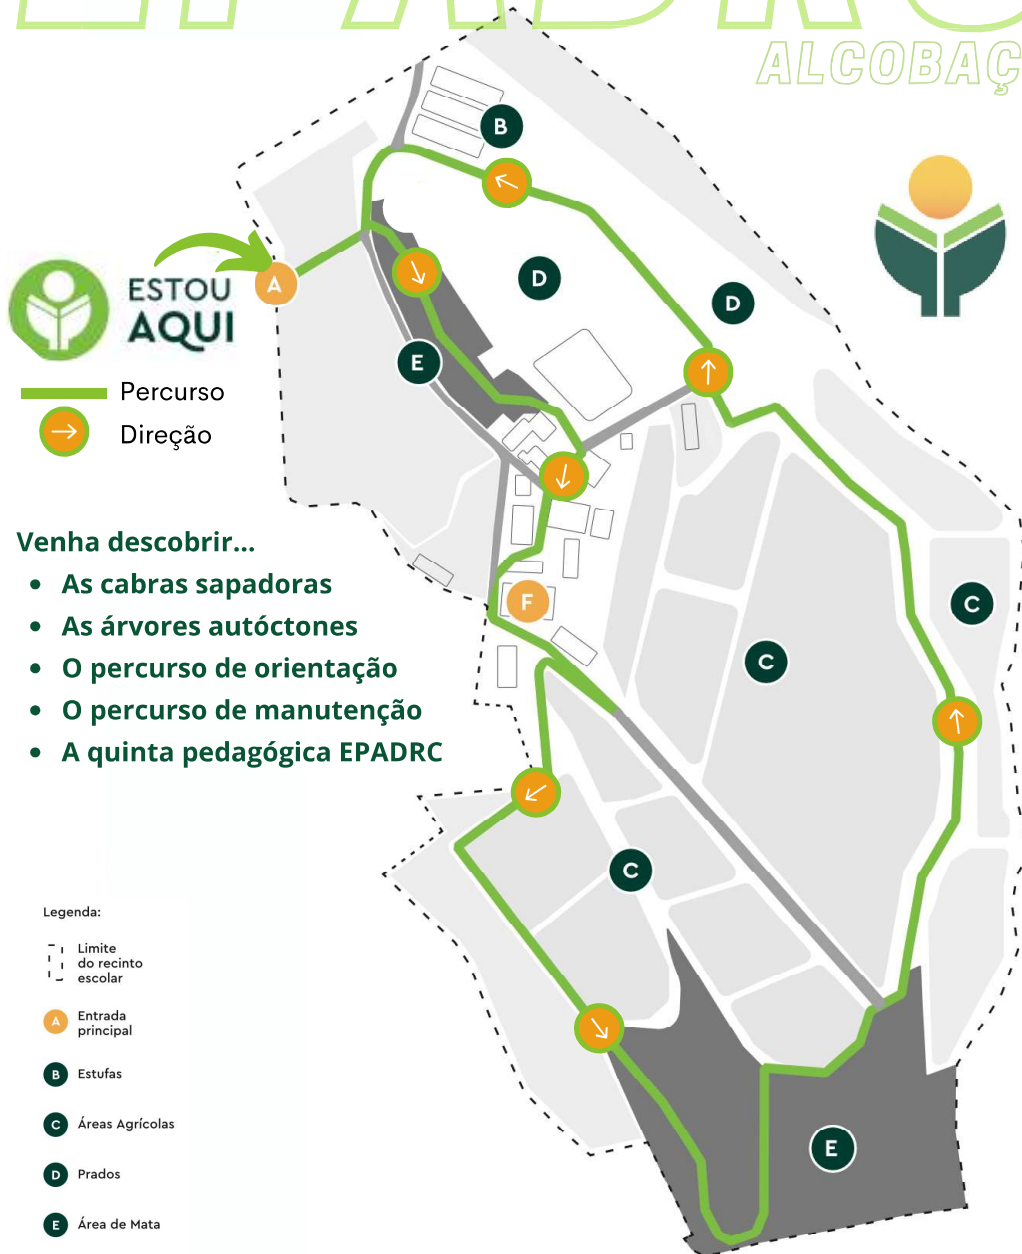 EPADRC
ALCOBAÇ
B
D
D
A
ESTOU
AQUI
E
Percurso
Direção
Venha descobrir...
• As cabras sapadoras
• As árvores autóctones
• O percurso de orientação
• O percurso de manutenção
• A quinta pedagógica EPADRC
F
C
C
C
E
Legenda:
Limite
do recinto
escolar
A Entrada
principal
B Estufas
C Áreas Agrícolas
D Prados
E Área de Mata